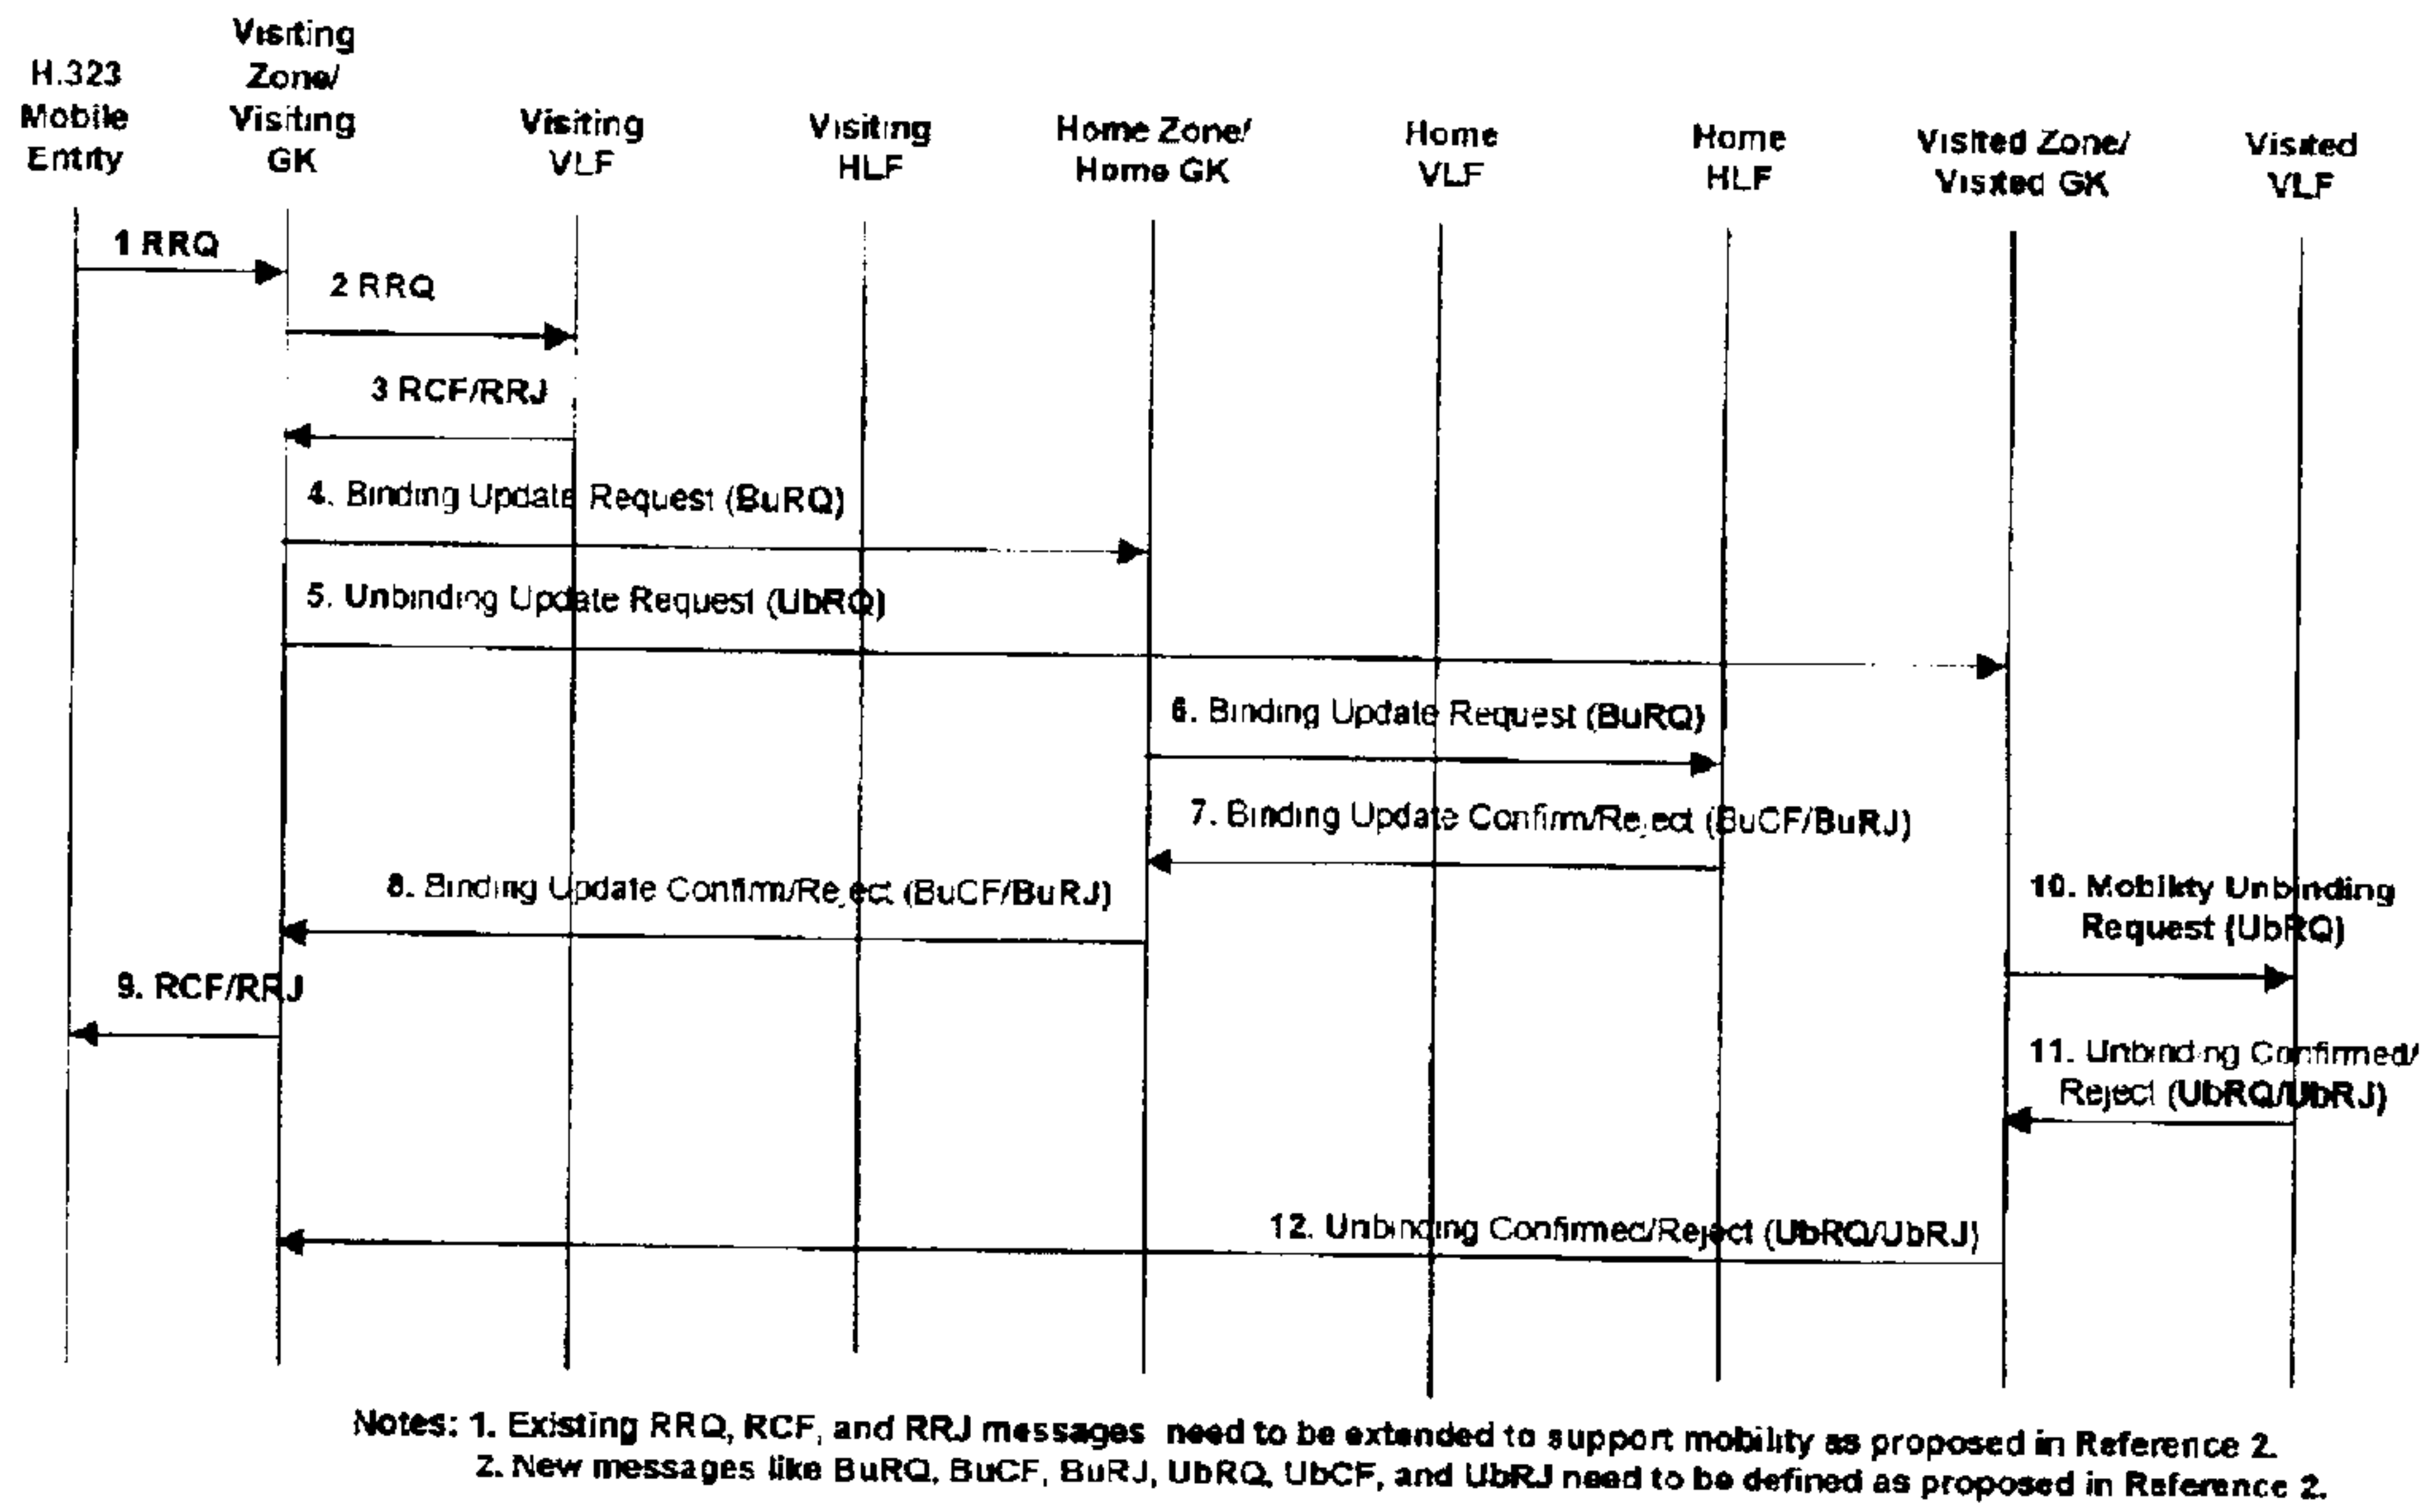 H.323
Mobile
Entity
Visiting
Zone/
Visiting
GK
Visiting
VLF
Visiting
HLF
Home Zone/
Home GK
Home
VLF
Home
HLF
Visited Zone/
Visited GK
Visited
VLF
1 RRQ
2 RRQ
3 RCF/RRJ
4. Binding Update Request (BuRQ)
5. Unbinding Update Request (UbRQ)
6. Binding Update Request (BuRQ)
7. Binding Update Confirm/Reject (BuCF/BuRJ)
8. Binding Update Confirm/Reject (BuCF/BuRJ)
9. RCF/RRJ
10. Mobility Unbinding
Request (UbRQ)
11. Unbinding Confirmed/
Reject (UbRQ/UbRJ)
12. Unbinding Confirmed/Reject (UbRQ/UbRJ)
Notes: 1. Existing RRQ, RCF, and RRJ messages need to be extended to support mobility as proposed in Reference 2.
2. New messages like BuRQ, BuCF, BuRJ, UbRQ, UbCF, and UbRJ need to be defined as proposed in Reference 2.